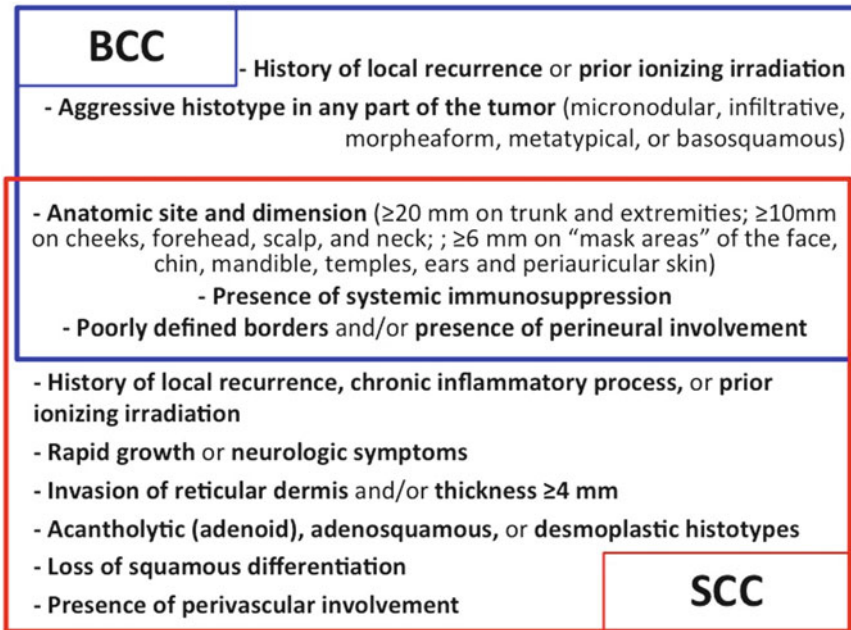 BCC
- History of local recurrence or prior ionizing irradiation
- Aggressive histotype in any part of the tumor (micronodular, infiltrative,
morpheaform, metatypical, or basosquamous)
- Anatomic site and dimension (≥20 mm on trunk and extremities; ≥10mm
on cheeks, forehead, scalp, and neck; ; ≥6 mm on “mask areas” of the face,
chin, mandible, temples, ears and periauricular skin)
- Presence of systemic immunosuppression
- Poorly defined borders and/or presence of perineural involvement
- History of local recurrence, chronic inflammatory process, or prior
ionizing irradiation
- Rapid growth or neurologic symptoms
- Invasion of reticular dermis and/or thickness ≥4 mm
- Acantholytic (adenoid), adenosquamous, or desmoplastic histotypes
- Loss of squamous differentiation
- Presence of perivascular involvement
SCC